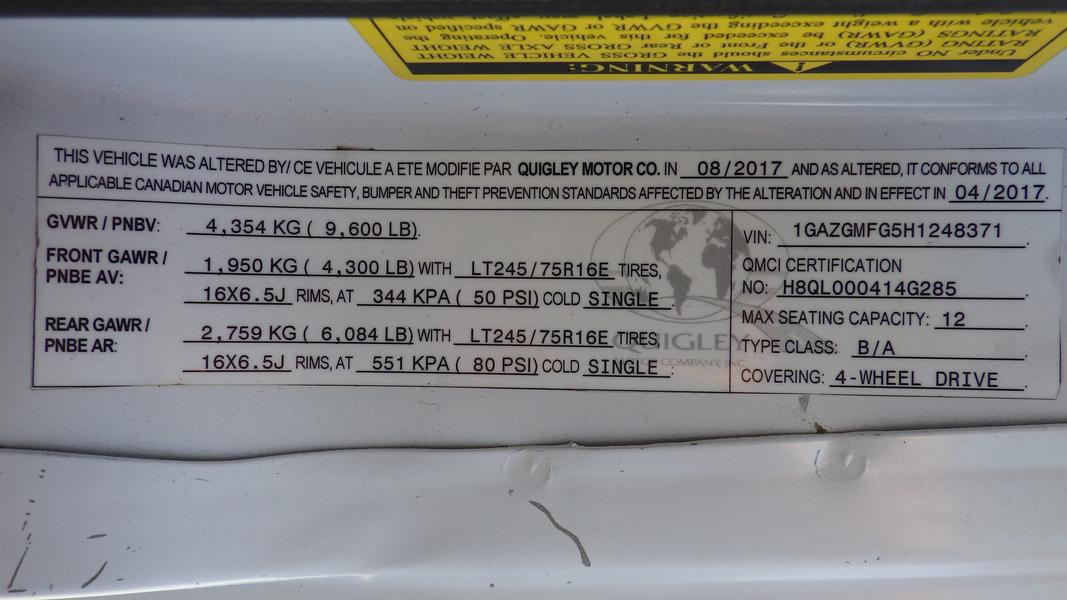 WARNING:
Under NO circumstances should the GROSS VEHICLE WEIGHT
RATING (GVWR) or the Front or Rear GROSS AXLE WEIGHT
RATINGS (GAWR) be exceeded for this vehicle. Operating the
vehicle with a weight exceeding the GVWR or GAWR specified on
THIS VEHICLE WAS ALTERED BY/ CE VEHICULE A ETE MODIFIE PAR QUIGLEY MOTOR CO. IN 08/2017 AND AS ALTERED, IT CONFORMS TO ALL
APPLICABLE CANADIAN MOTOR VEHICLE SAFETY, BUMPER AND THEFT PREVENTION STANDARDS AFFECTED BY THE ALTERATION AND IN EFFECT IN 04/2017.
GVWR / PNBV: 4,354 KG ( 9,600 LB).
FRONT GAWR / PNBE AV: 1,950 KG ( 4,300 LB) WITH LT245/75R16E TIRES,
16X6.5J RIMS, AT 344 KPA ( 50 PSI) COLD SINGLE.
REAR GAWR / PNBE AR: 2,759 KG ( 6,084 LB) WITH LT245/75R16E TIRES,
16X6.5J RIMS, AT 551 KPA ( 80 PSI) COLD SINGLE.
QUIGLEY
MOTOR COMPANY, INC.
VIN: 1GAZGMFG5H1248371.
QMCI CERTIFICATION
NO: H8QL000414G285.
MAX SEATING CAPACITY: 12.
TYPE CLASS: B/A.
COVERING: 4-WHEEL DRIVE.